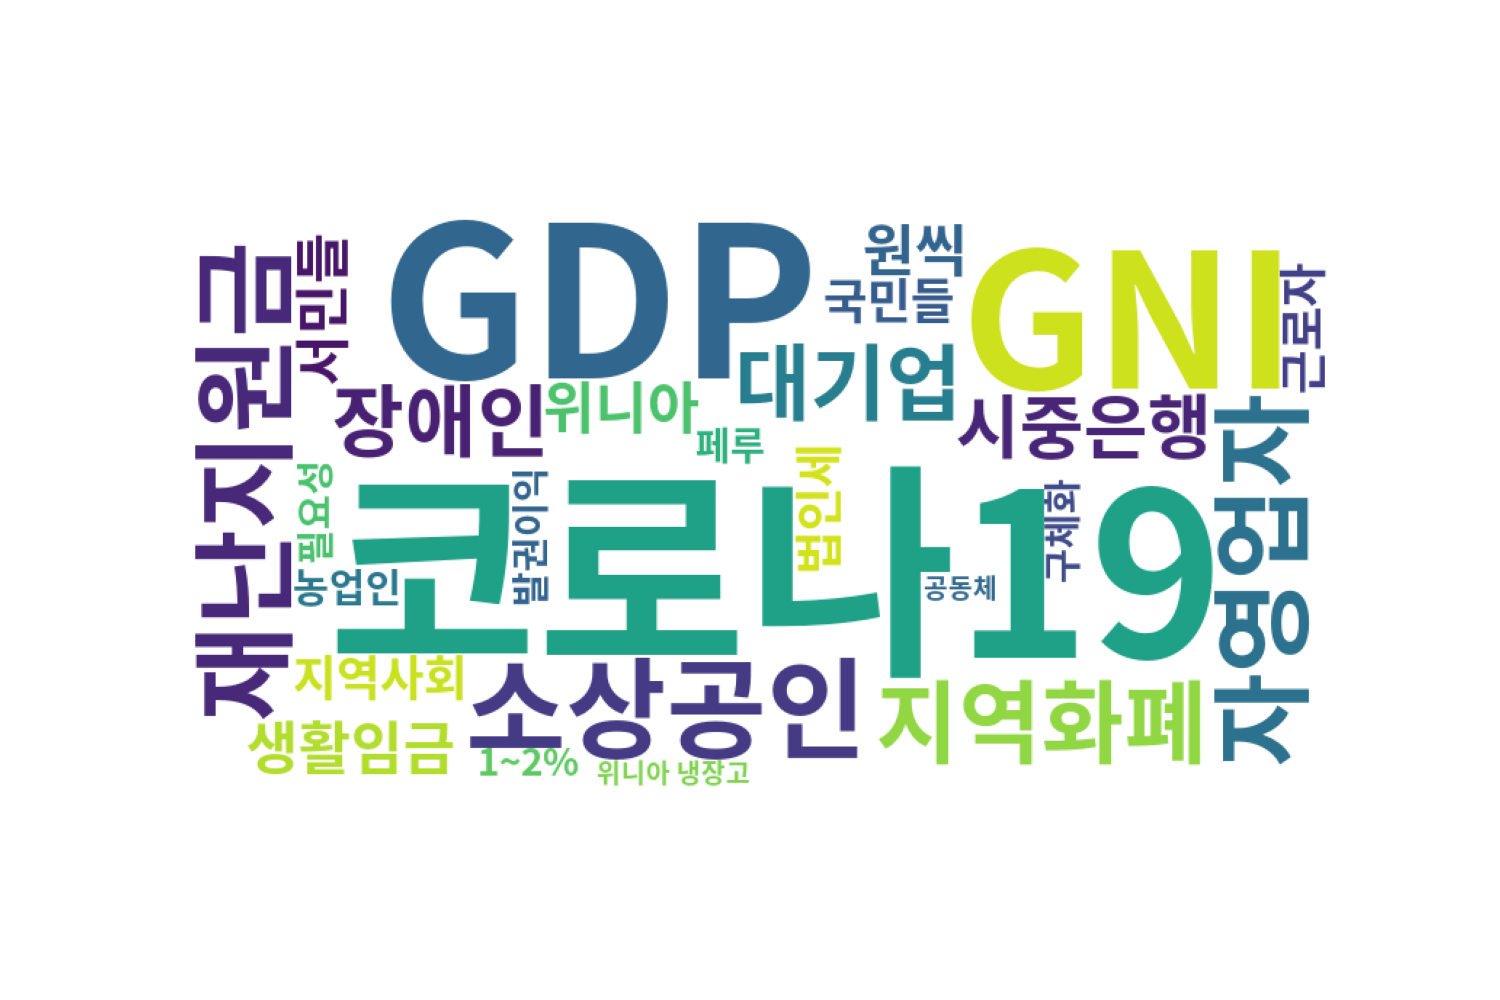 GDP
원씩
GNI
국민들
근로자
서민들
재난지원금
대기업
장애인
위니아
시중은행
페루
자영업자
법인세
필요성
발권이익
코로나19
구체화
농업인
공동체
지역사회
소상공인
지역화폐
생활임금
1~2%
위니아 냉장고